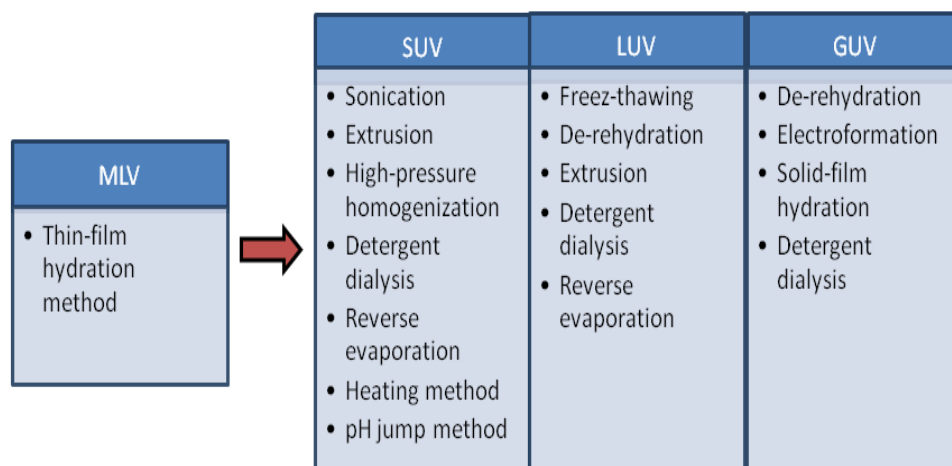 MLV
• Thin-film
hydration
method
SUV
• Sonication
• Extrusion
• High-pressure
homogenization
• Detergent
dialysis
• Reverse
evaporation
• Heating method
• pH jump method
LUV
• Freez-thawing
• De-rehydration
• Extrusion
• Detergent
dialysis
• Reverse
evaporation
GUV
• De-rehydration
• Electroformation
• Solid-film
hydration
• Detergent
dialysis